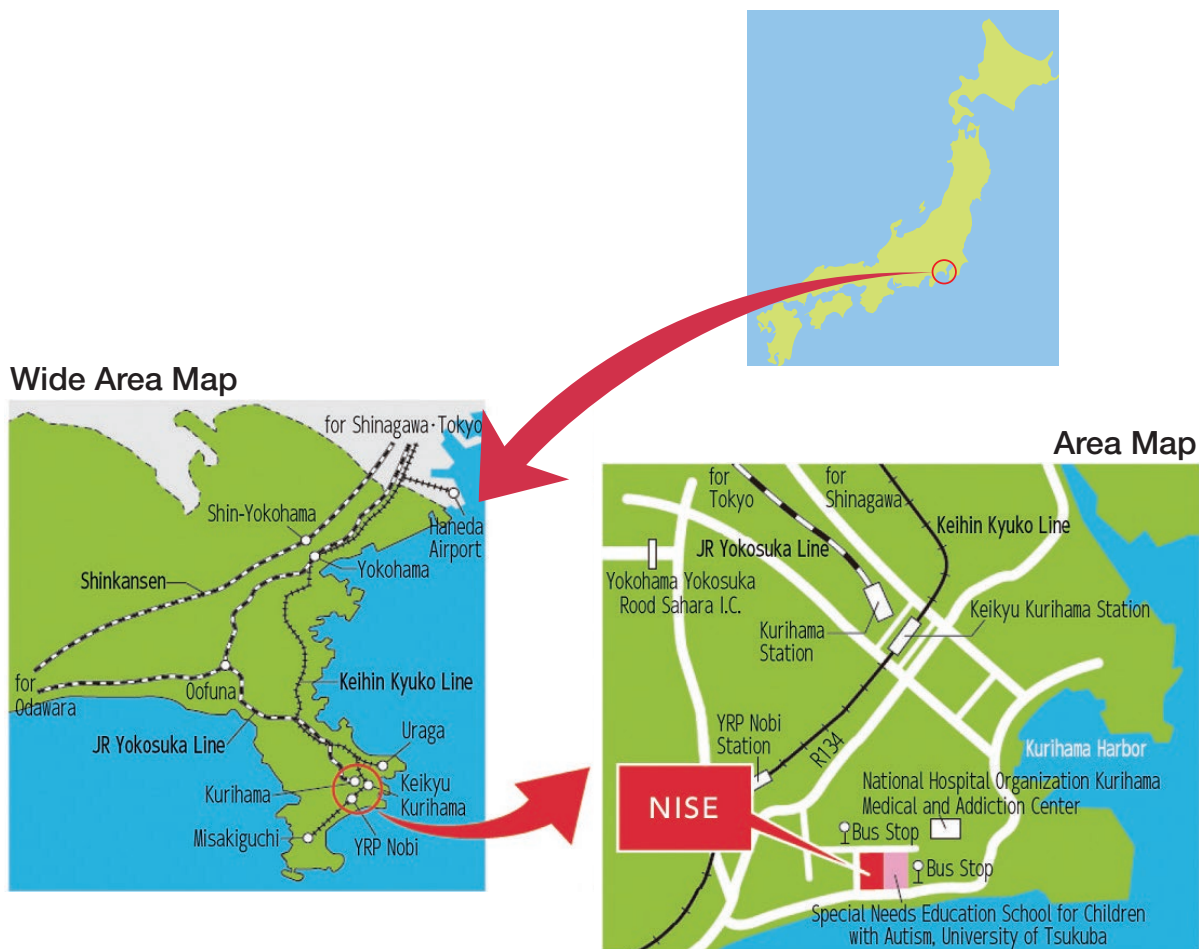 Wide Area Map
for Shinagawa·Tokyo
Shin-Yokohama
Haneda
Airport
Yokohama
Shinkansen
for
Odawara
Oofuna
Keihin Kyuko Line
JR Yokosuka Line
Uraga
Kurihama
Keikyu
Kurihama
Misakiguchi
YRP Nobi
Area Map
for
Tokyo
for
Shinagawa
Keihin Kyuko Line
JR Yokosuka Line
Yokohama Yokosuka
Rood Sahara I.C.
Kurihama
Station
Keikyu Kurihama Station
YRP Nobi
Station
R134
Kurihama Harbor
National Hospital Organization Kurihama
Medical and Addiction Center
NISE
Bus Stop
Bus Stop
Special Needs Education School for Children
with Autism, University of Tsukuba